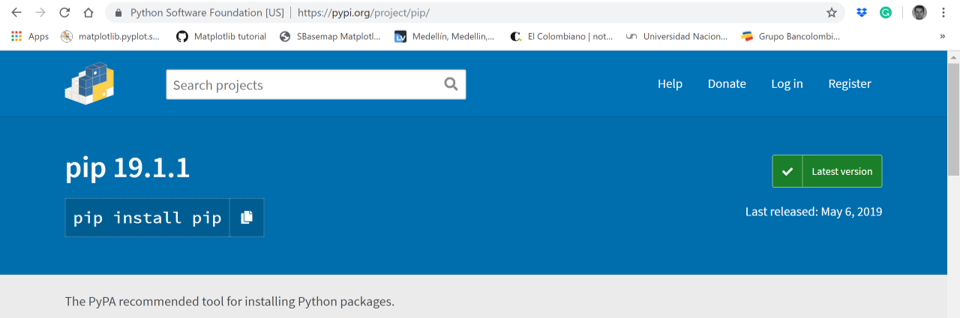 Python Software Foundation [US] | https://pypi.org/project/pip/
Apps matplotlib.pyplot.s... Matplotlib tutorial SBasemap Matplotl... Medellín, Medellin,... El Colombiano | not... Universidad Nacion... Grupo Bancolombi...
Search projects
Help Donate Log in Register
pip 19.1.1
Latest version
pip install pip
Last released: May 6, 2019
The PyPA recommended tool for installing Python packages.